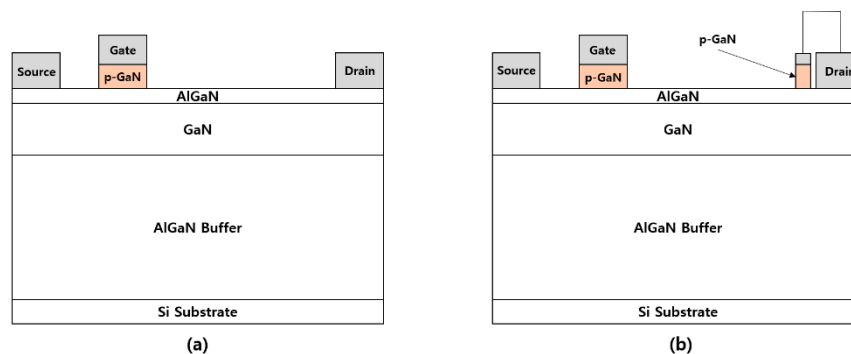 Gate
Source
p-GaN
Drain
AlGaN
GaN
AlGaN Buffer
Si Substrate
(a)
p-GaN
Gate
Source
p-GaN
Drain
AlGaN
GaN
AlGaN Buffer
Si Substrate
(b)